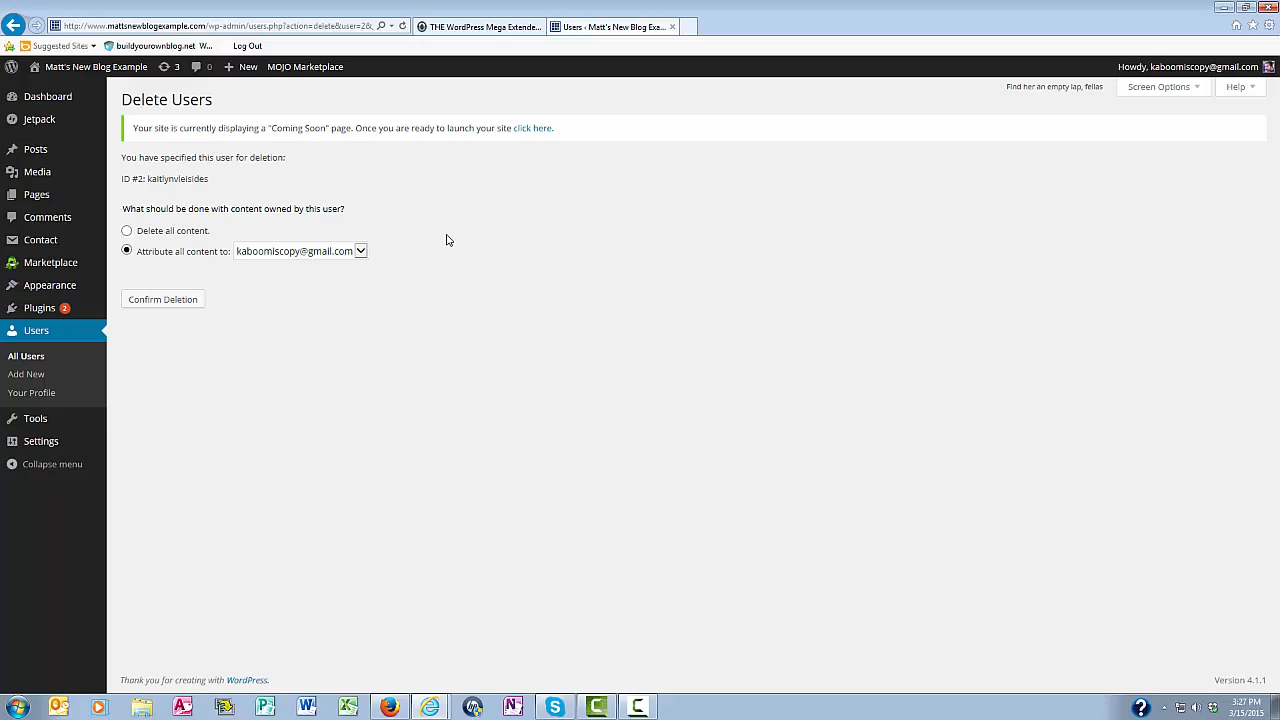 http://www.mattsnewblogexample.com/wp-admin/users.php?action=delete&user=2&
THE WordPress Mega Extende...
Users ‹ Matt's New Blog Exa...
Suggested Sites
buildyourownblog.net W...
Log Out
Matt's New Blog Example
3
0
New
MOJO Marketplace
Howdy, kaboomiscopy@gmail.com
Dashboard
Jetpack
Posts
Media
Pages
Comments
Contact
Marketplace
Appearance
Plugins 2
Users
All Users
Add New
Your Profile
Tools
Settings
Collapse menu
Find her an empty lap, fellas
Screen Options
Help
Delete Users
Your site is currently displaying a "Coming Soon" page. Once you are ready to launch your site click here.
You have specified this user for deletion:
ID #2: kaitlynvleisides
What should be done with content owned by this user?
Delete all content.
Attribute all content to: kaboomiscopy@gmail.com
Confirm Deletion
Thank you for creating with WordPress.
Version 4.1.1
3:27 PM
3/15/2015